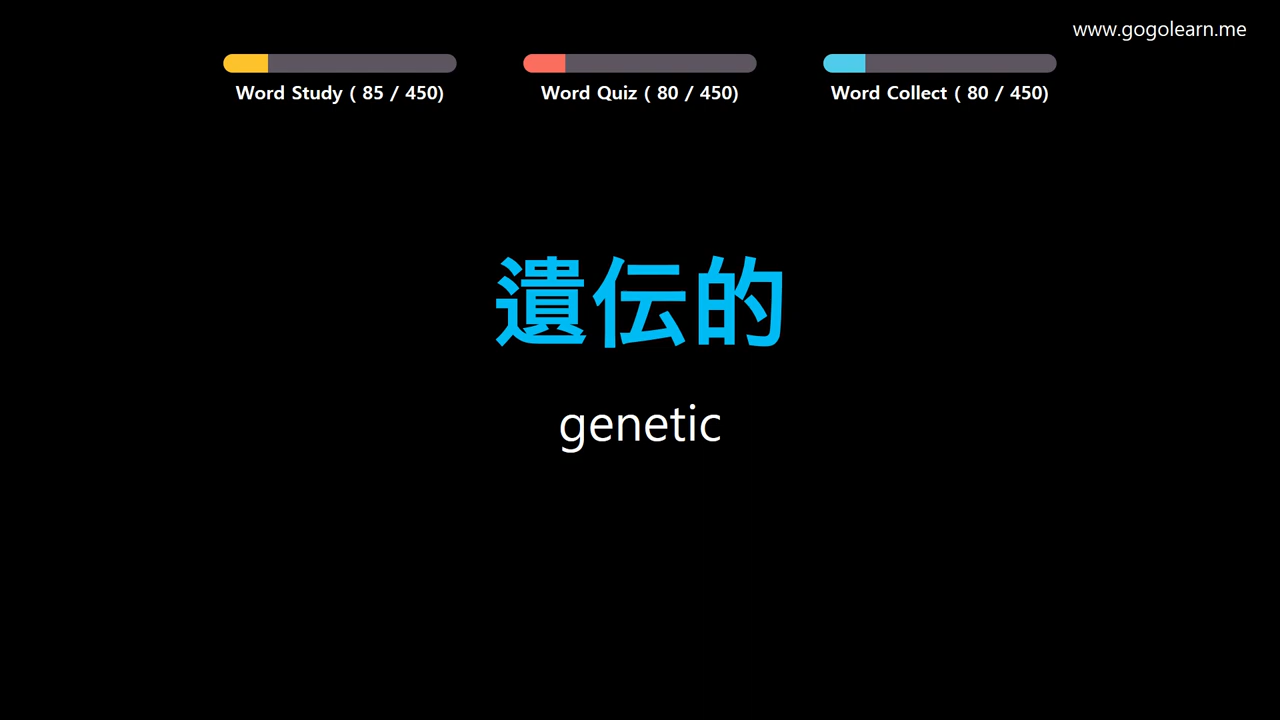 www.gogolearn.me
Word Study ( 85 / 450)
Word Quiz ( 80 / 450)
Word Collect ( 80 / 450)
遺伝的
genetic